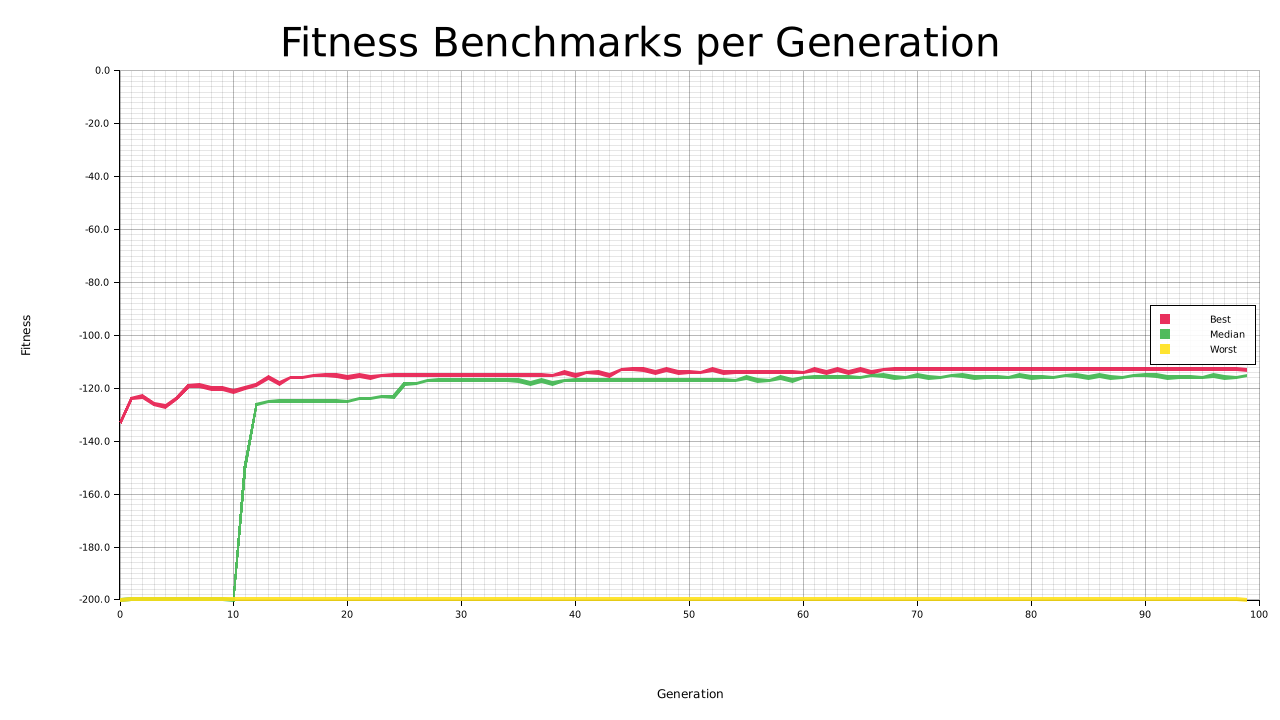 Fitness Benchmarks per Generation
0.0
-20.0
-40.0
-60.0
-80.0
-100.0
-120.0
-140.0
-160.0
-180.0
-200.0
Fitness
Best
Median
Worst
0 10 20 30 40 50 60 70 80 90 100
Generation